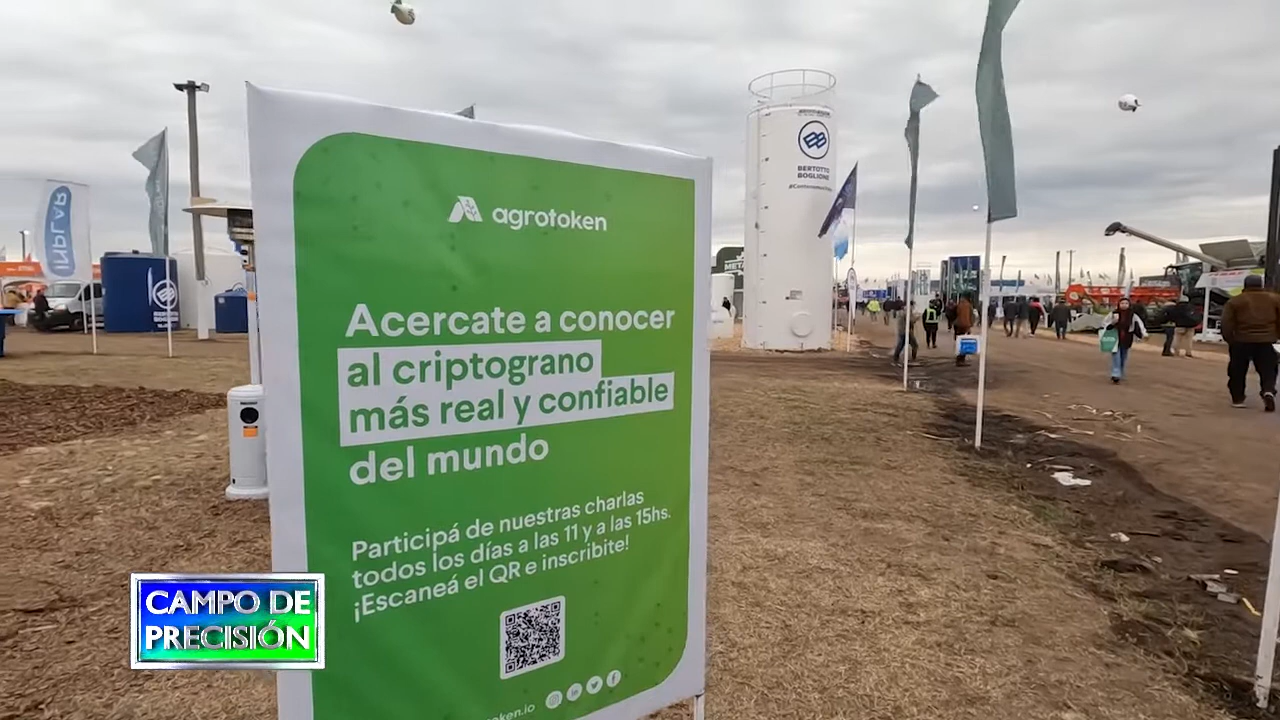 agrotoken
Acercate a conocer
al criptograno
más real y confiable
del mundo
Participá de nuestras charlas
todos los días a las 11 y a las 15hs.
¡Escaneá el QR e inscribite!
CAMPO DE
PRECISIÓN
INPLAR
BERTOTTO
BOGLIONE